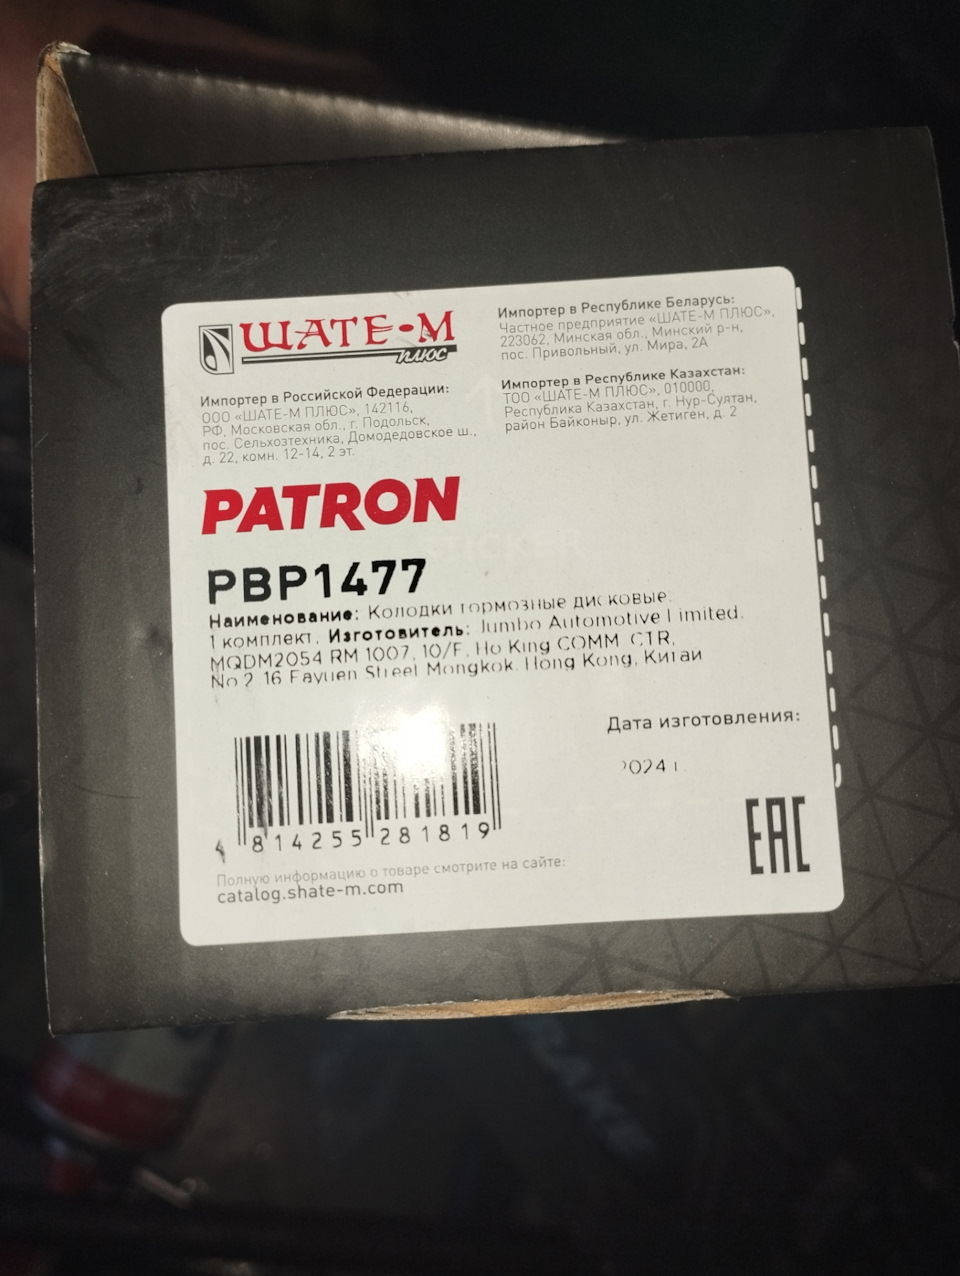 ШАТЕ-М
плюс
Импортер в Российской Федерации:
ООО «ШАТЕ-М ПЛЮС», 142116,
РФ, Московская обл., г. Подольск,
пос. Сельхозтехника, Домодедовское ш.,
д. 22, комн. 12-14, 2 эт.
Импортер в Республике Беларусь:
Частное предприятие «ШАТЕ-М ПЛЮС»,
223062, Минская обл., Минский р-н,
пос. Привольный, ул. Мира, 2А
Импортер в Республике Казахстан:
ТОО «ШАТЕ-М ПЛЮС», 010000,
Республика Казахстан, г. Нур-Султан,
район Байконыр, ул. Жетиген, д. 2
PATRON
PBP1477
Наименование: Колодки тормозные дисковые.
1 комплект. Изготовитель: Jumbo Automotive Limited.
MQDM2054 RM 1007, 10/F, Ho King COMM CTR,
No 2 16 Fayuen Street Mongkok. Hong Kong, Китай
Дата изготовления:
2024 г.
4 814255 281819
EAC
Полную информацию о товаре смотрите на сайте:
catalog.shate-m.com